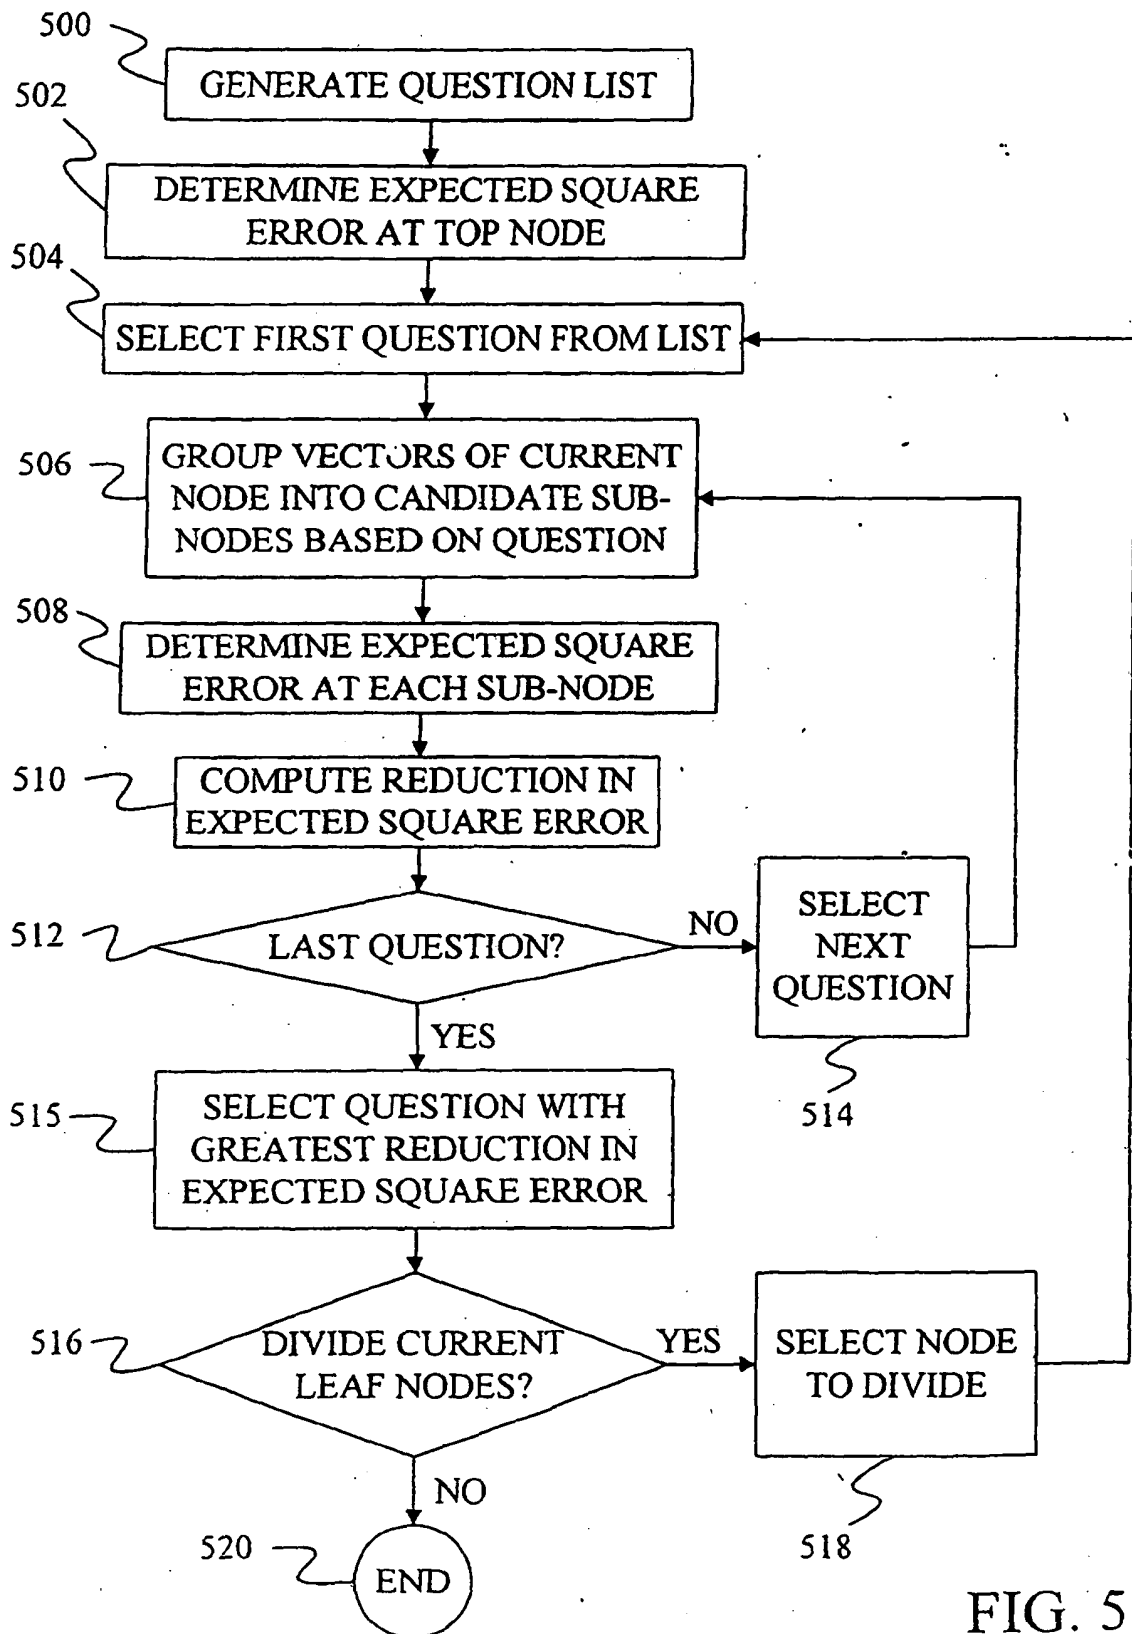 500
GENERATE QUESTION LIST
502
DETERMINE EXPECTED SQUARE
ERROR AT TOP NODE
504
SELECT FIRST QUESTION FROM LIST
506
GROUP VECTORS OF CURRENT
NODE INTO CANDIDATE SUB-
NODES BASED ON QUESTION
508
DETERMINE EXPECTED SQUARE
ERROR AT EACH SUB-NODE
510
COMPUTE REDUCTION IN
EXPECTED SQUARE ERROR
512
LAST QUESTION?
NO
SELECT
NEXT
QUESTION
514
YES
515
SELECT QUESTION WITH
GREATEST REDUCTION IN
EXPECTED SQUARE ERROR
516
DIVIDE CURRENT
LEAF NODES?
YES
SELECT NODE
TO DIVIDE
518
NO
520
END
FIG. 5